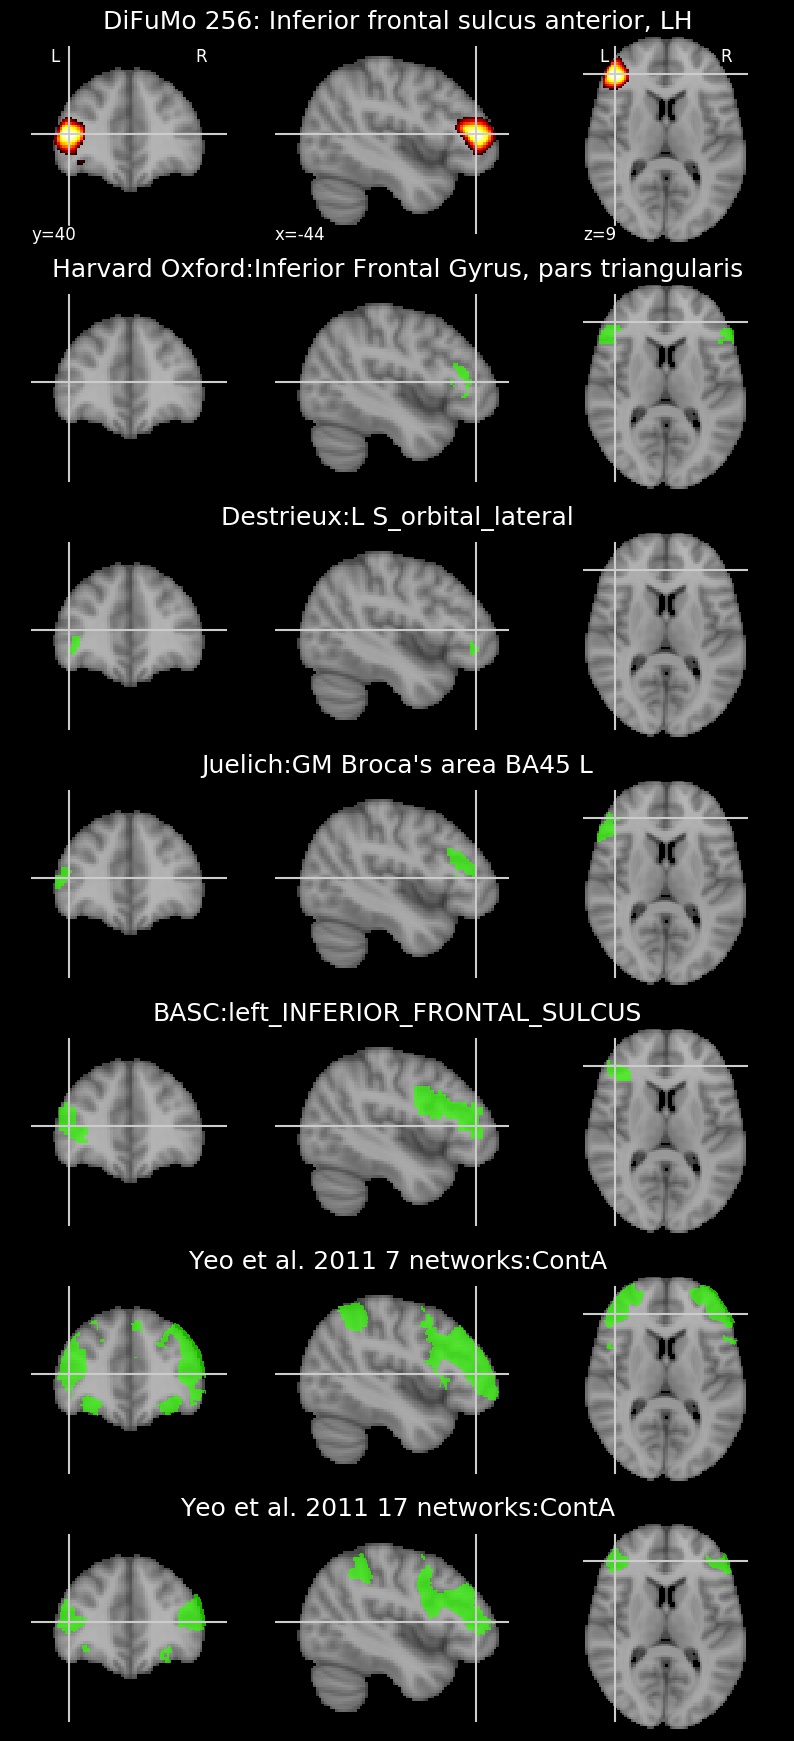 DiFuMo 256: Inferior frontal sulcus anterior, LH
L R L R
y=40 x=-44 z=9
Harvard Oxford:Inferior Frontal Gyrus, pars triangularis
Destrieux:L S_orbital_lateral
Juelich:GM Broca's area BA45 L
BASC:left_INFERIOR_FRONTAL_SULCUS
Yeo et al. 2011 7 networks:ContA
Yeo et al. 2011 17 networks:ContA